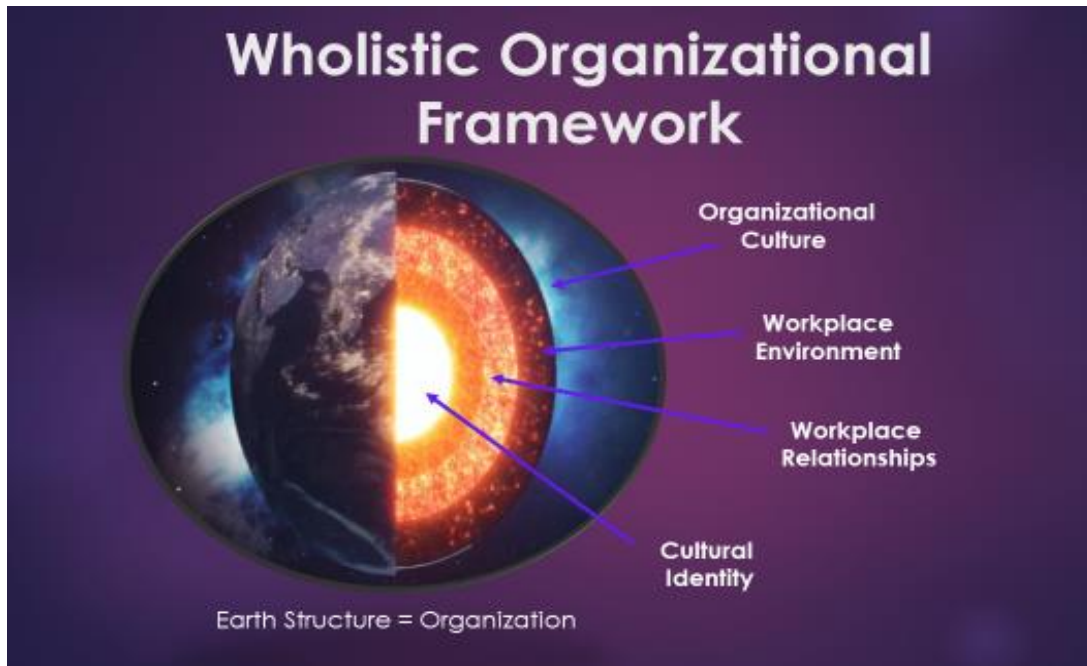 Wholistic Organizational
Framework
Organizational
Culture
Workplace
Environment
Workplace
Relationships
Cultural
Identity
Earth Structure = Organization